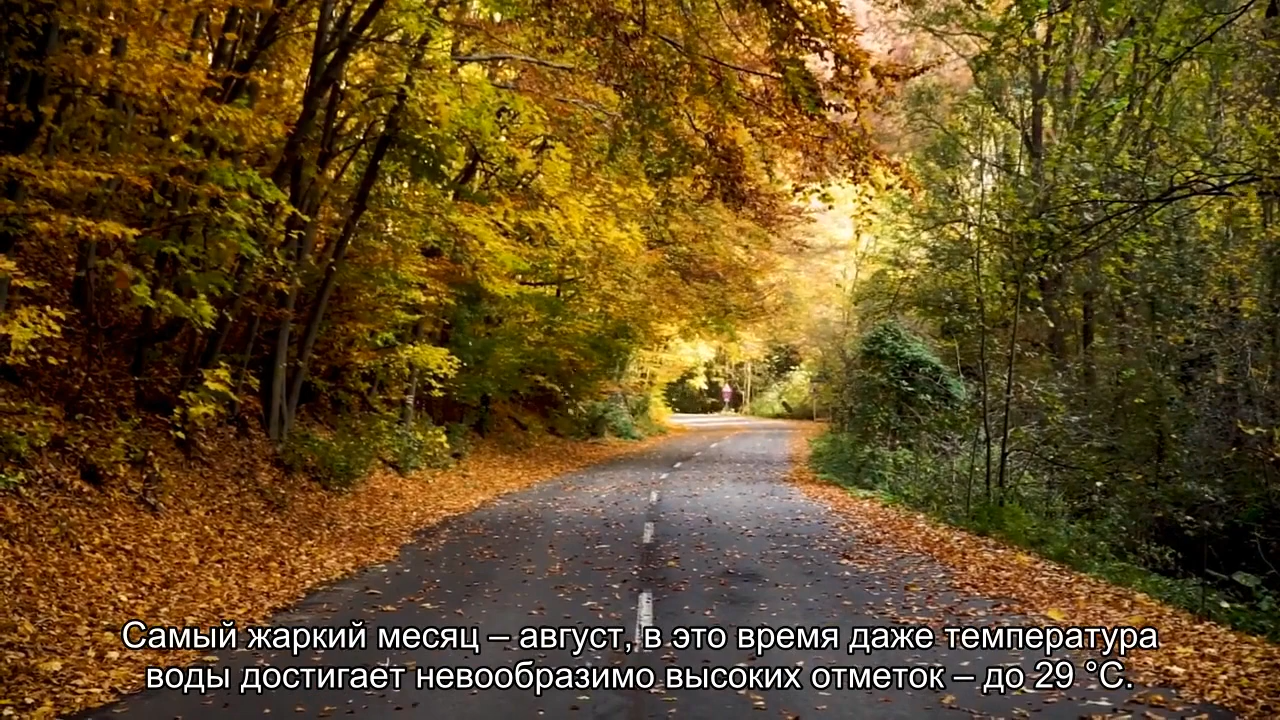 Самый жаркий месяц – август, в это время даже температура
воды достигает невообразимо высоких отметок – до 29 °C.